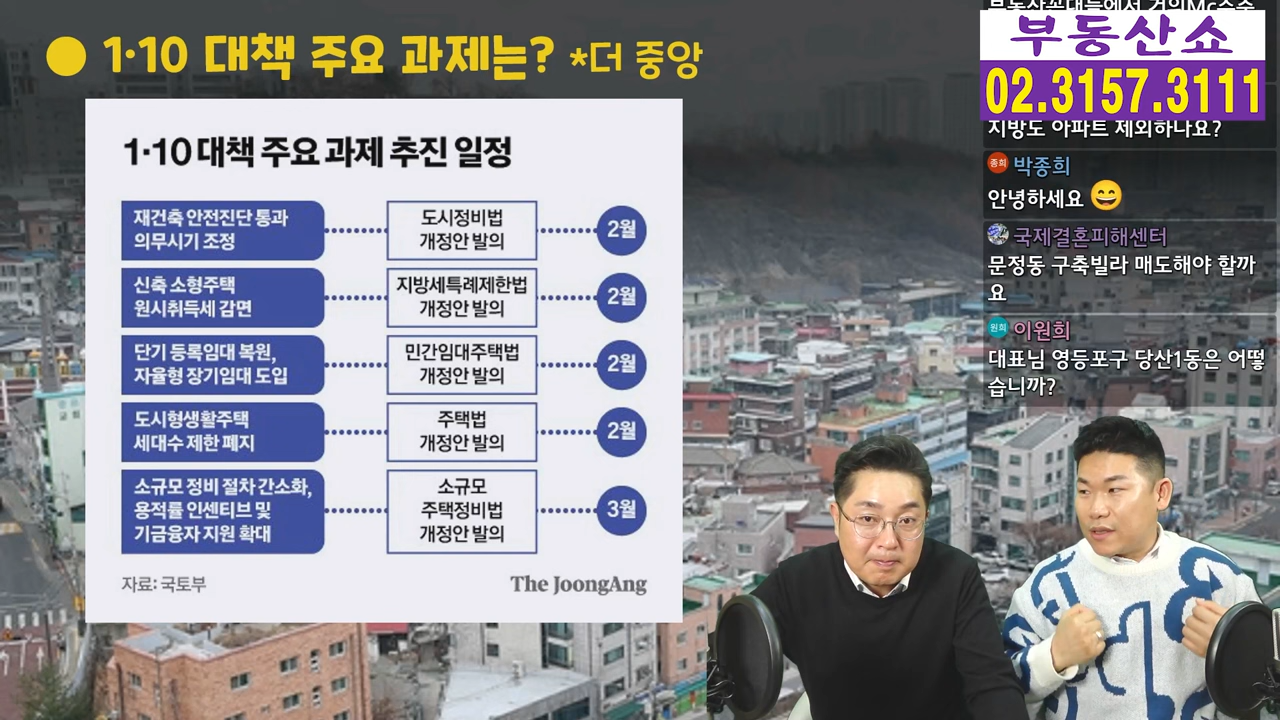 1·10 대책 주요 과제는? *더 중앙
1·10 대책 주요 과제 추진 일정
재건축 안전진단 통과
의무시기 조정
도시정비법
개정안 발의
2월
신축 소형주택
원시취득세 감면
지방세특례제한법
개정안 발의
2월
단기 등록임대 복원,
자율형 장기임대 도입
민간임대주택법
개정안 발의
2월
도시형생활주택
세대수 제한 폐지
주택법
개정안 발의
2월
소규모 정비 절차 간소화,
용적률 인센티브 및
기금융자 지원 확대
소규모
주택정비법
개정안 발의
3월
자료: 국토부
The JoongAng
부동산쇼
02.3157.3111
지방도 아파트 제외하나요?
종희 박종희
안녕하세요 😄
국제결혼피해센터
문정동 구축빌라 매도해야 할까
요
원희 이원희
대표님 영등포구 당산1동은 어떻
습니까?